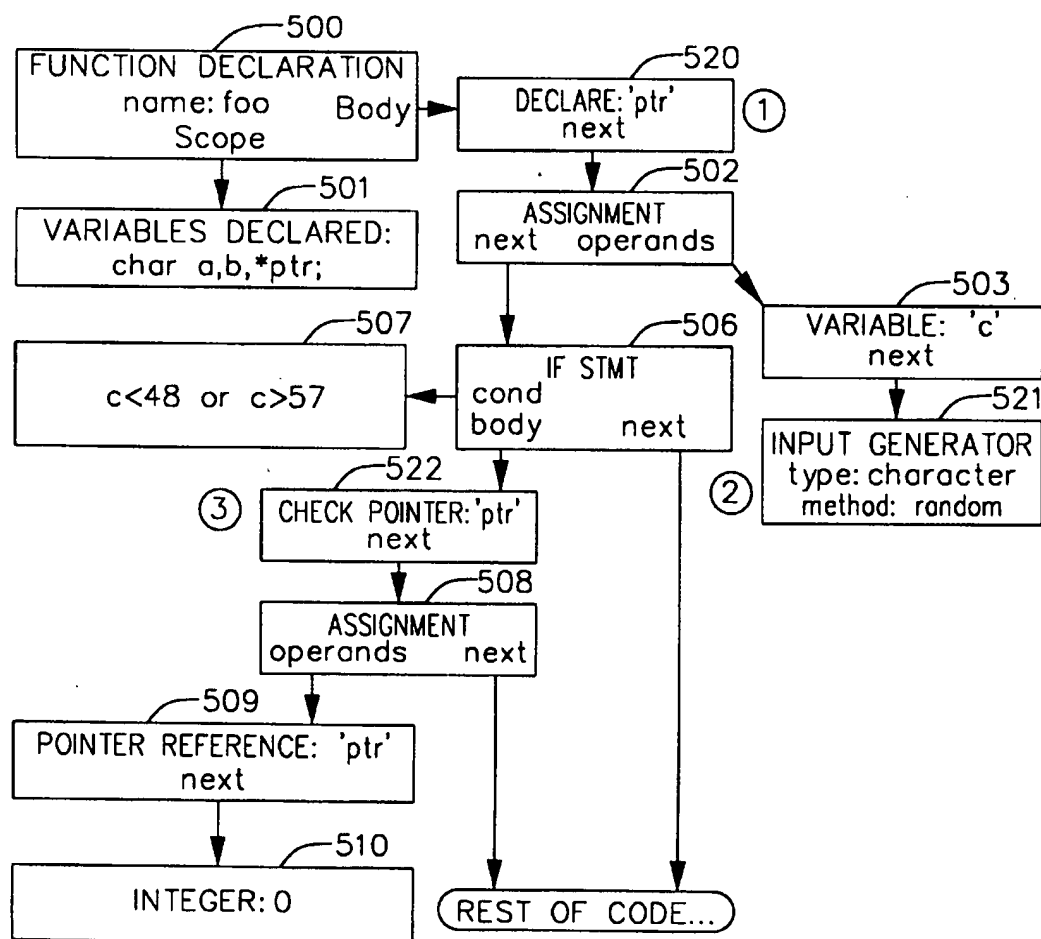 500
FUNCTION DECLARATION
name: foo Body
Scope
520
DECLARE: 'ptr'
next
1
501
VARIABLES DECLARED:
char a,b,*ptr;
502
ASSIGNMENT
next operands
503
VARIABLE: 'c'
next
507
c<48 or c>57
506
IF STMT
cond
body next
521
INPUT GENERATOR
type: character
method: random
2
522
3
CHECK POINTER: 'ptr'
next
508
ASSIGNMENT
operands next
509
POINTER REFERENCE: 'ptr'
next
510
INTEGER: 0
REST OF CODE...